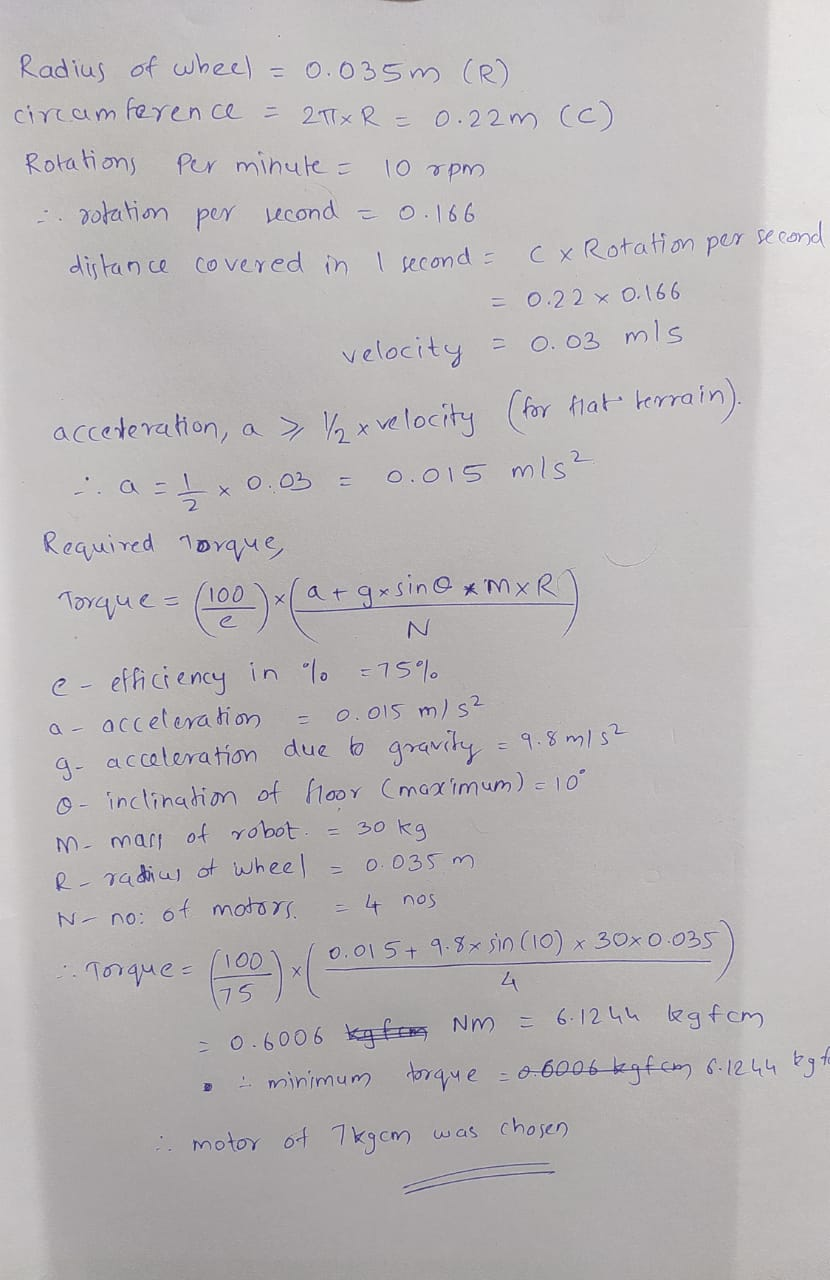 Radius of wheel = 0.035m (R)
circumference = 2π×R = 0.22m (C)
Rotations Per minute = 10 rpm
∴ rotation per second = 0.166
distance covered in 1 second = C × Rotation per second
= 0.22 × 0.166
velocity = 0.03 m/s
acceleration, a ≥ 1/2 × velocity (for flat terrain).
∴ a = 1/2 × 0.03 = 0.015 m/s²
Required Torque,
Torque = (100/e) × (a + g×sinθ × M×R / N)
e - efficiency in % = 75%
a - acceleration = 0.015 m/s²
g - acceleration due to gravity = 9.8 m/s²
θ - inclination of floor (maximum) = 10°
M - mass of robot. = 30 kg
R - radius of wheel = 0.035 m
N - no: of motors. = 4 nos
∴ Torque = (100/75) × (0.015 + 9.8× sin(10) × 30×0.035 / 4)
= 0.6006 kgfcm Nm = 6.1244 kgfcm
∴ minimum torque = 0.6006 kgfcm 6.1244 kgf
∴ motor of 7kgcm was chosen